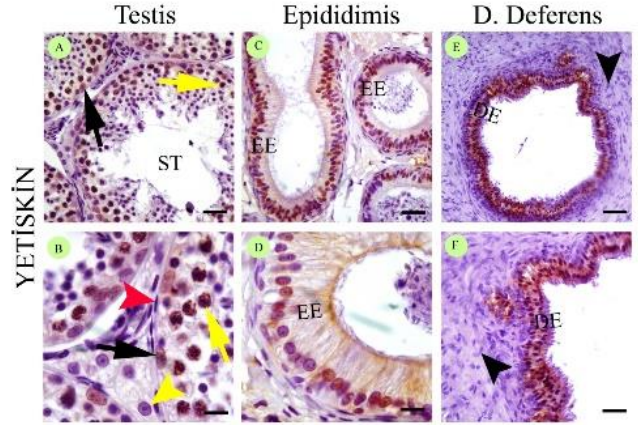 Testis Epididimis D. Deferens
YETİSKİN
A C E
ST EE EE DE
B D F
EE DE